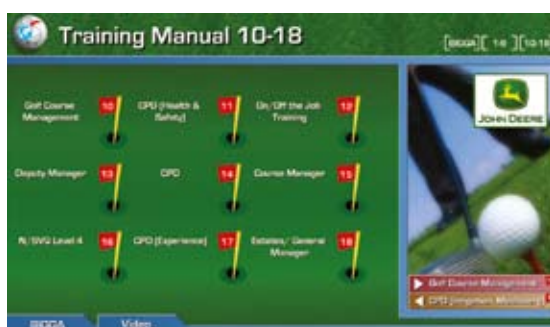 Training Manual 10-18
[BIGGA][ 1-9 ][10-18
Golf Course
Management
10
CPD (Health &
Safety)
11
On/Off the Job
Training
12
Deputy Manager
13
CPD
14
Course Manager
15
N/SVQ Level 4
16
CPD (Experience)
17
Estates/ General
Manager
18
JOHN DEERE
Golf Course Management
CPD
BIGGA
Video